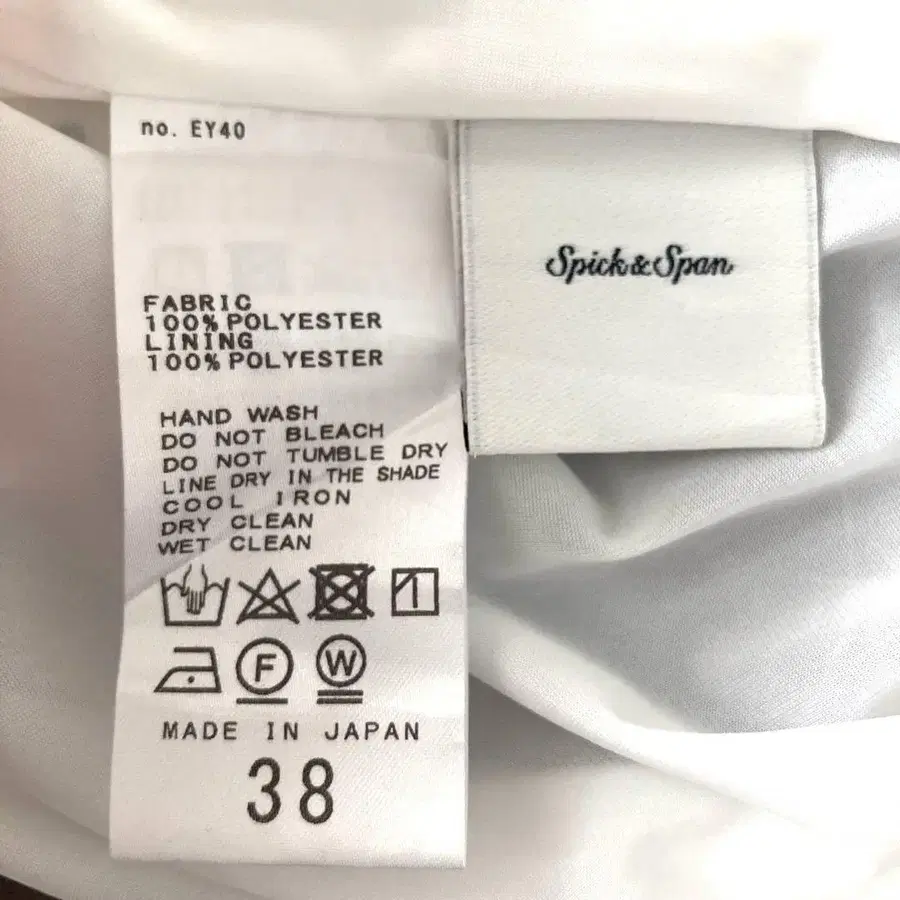 no. EY40
Spick&Span
FABRIC
100% POLYESTER
LINING
100% POLYESTER
HAND WASH
DO NOT BLEACH
DO NOT TUMBLE DRY
LINE DRY IN THE SHADE
COOL IRON
DRY CLEAN
WET CLEAN
F W
MADE IN JAPAN
38